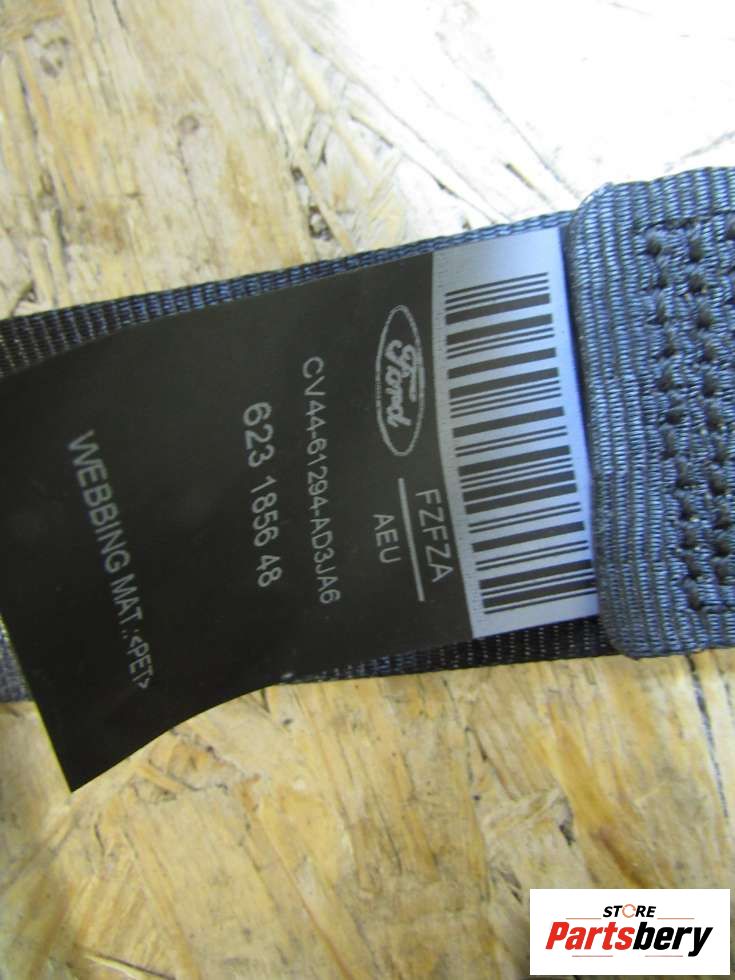 FZFZA
AEU
Ford
CV44-61294-AD3JA6
623 1856 48
WEBBING MAT.:<PET>
STORE
Partsbery